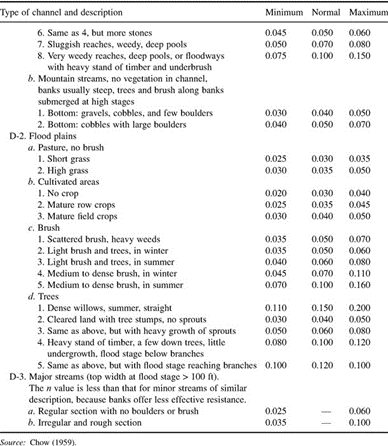 Type of channel and description Minimum Normal Maximum
6. Same as 4, but more stones 0.045 0.050 0.060
7. Sluggish reaches, weedy, deep pools 0.050 0.070 0.080
8. Very weedy reaches, deep pools, or floodways 0.075 0.100 0.150
with heavy stand of timber and underbrush
b. Mountain streams, no vegetation in channel,
banks usually steep, trees and brush along banks
submerged at high stages
1. Bottom: gravels, cobbles, and few boulders 0.030 0.040 0.050
2. Bottom: cobbles with large boulders 0.040 0.050 0.070
D-2. Flood plains
a. Pasture, no brush
1. Short grass 0.025 0.030 0.035
2. High grass 0.030 0.035 0.050
b. Cultivated areas
1. No crop 0.020 0.030 0.040
2. Mature row crops 0.025 0.035 0.045
3. Mature field crops 0.030 0.040 0.050
c. Brush
1. Scattered brush, heavy weeds 0.035 0.050 0.070
2. Light brush and trees, in winter 0.035 0.050 0.060
3. Light brush and trees, in summer 0.040 0.060 0.080
4. Medium to dense brush, in winter 0.045 0.070 0.110
5. Medium to dense brush, in summer 0.070 0.100 0.160
d. Trees
1. Dense willows, summer, straight 0.110 0.150 0.200
2. Cleared land with tree stumps, no sprouts 0.030 0.040 0.050
3. Same as above, but with heavy growth of sprouts 0.050 0.060 0.080
4. Heavy stand of timber, a few down trees, little 0.080 0.100 0.120
undergrowth, flood stage below branches
5. Same as above, but with flood stage reaching branches 0.100 0.120 0.100
D-3. Major streams (top width at flood stage > 100 ft).
The n value is less than that for minor streams of similar
description, because banks offer less effective resistance.
a. Regular section with no boulders or brush 0.025 — 0.060
b. Irregular and rough section 0.035 — 0.100
Source: Chow (1959).